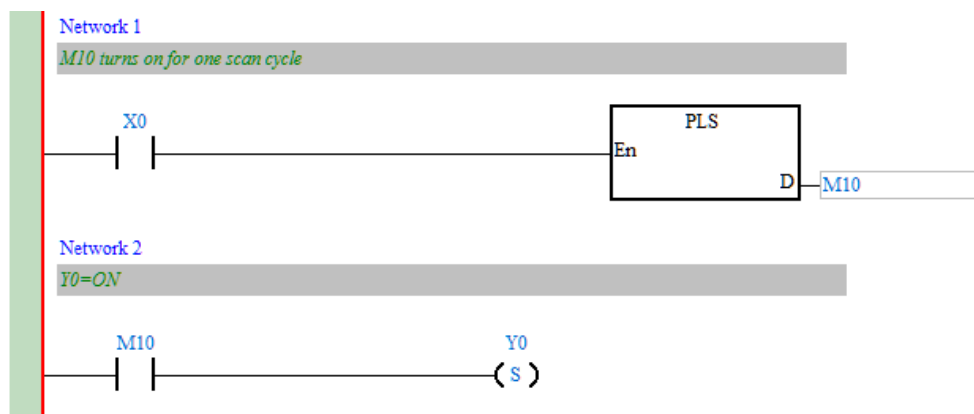 Network 1
M10 turns on for one scan cycle
X0
PLS
En
D
M10
Network 2
Y0=ON
M10
Y0
S